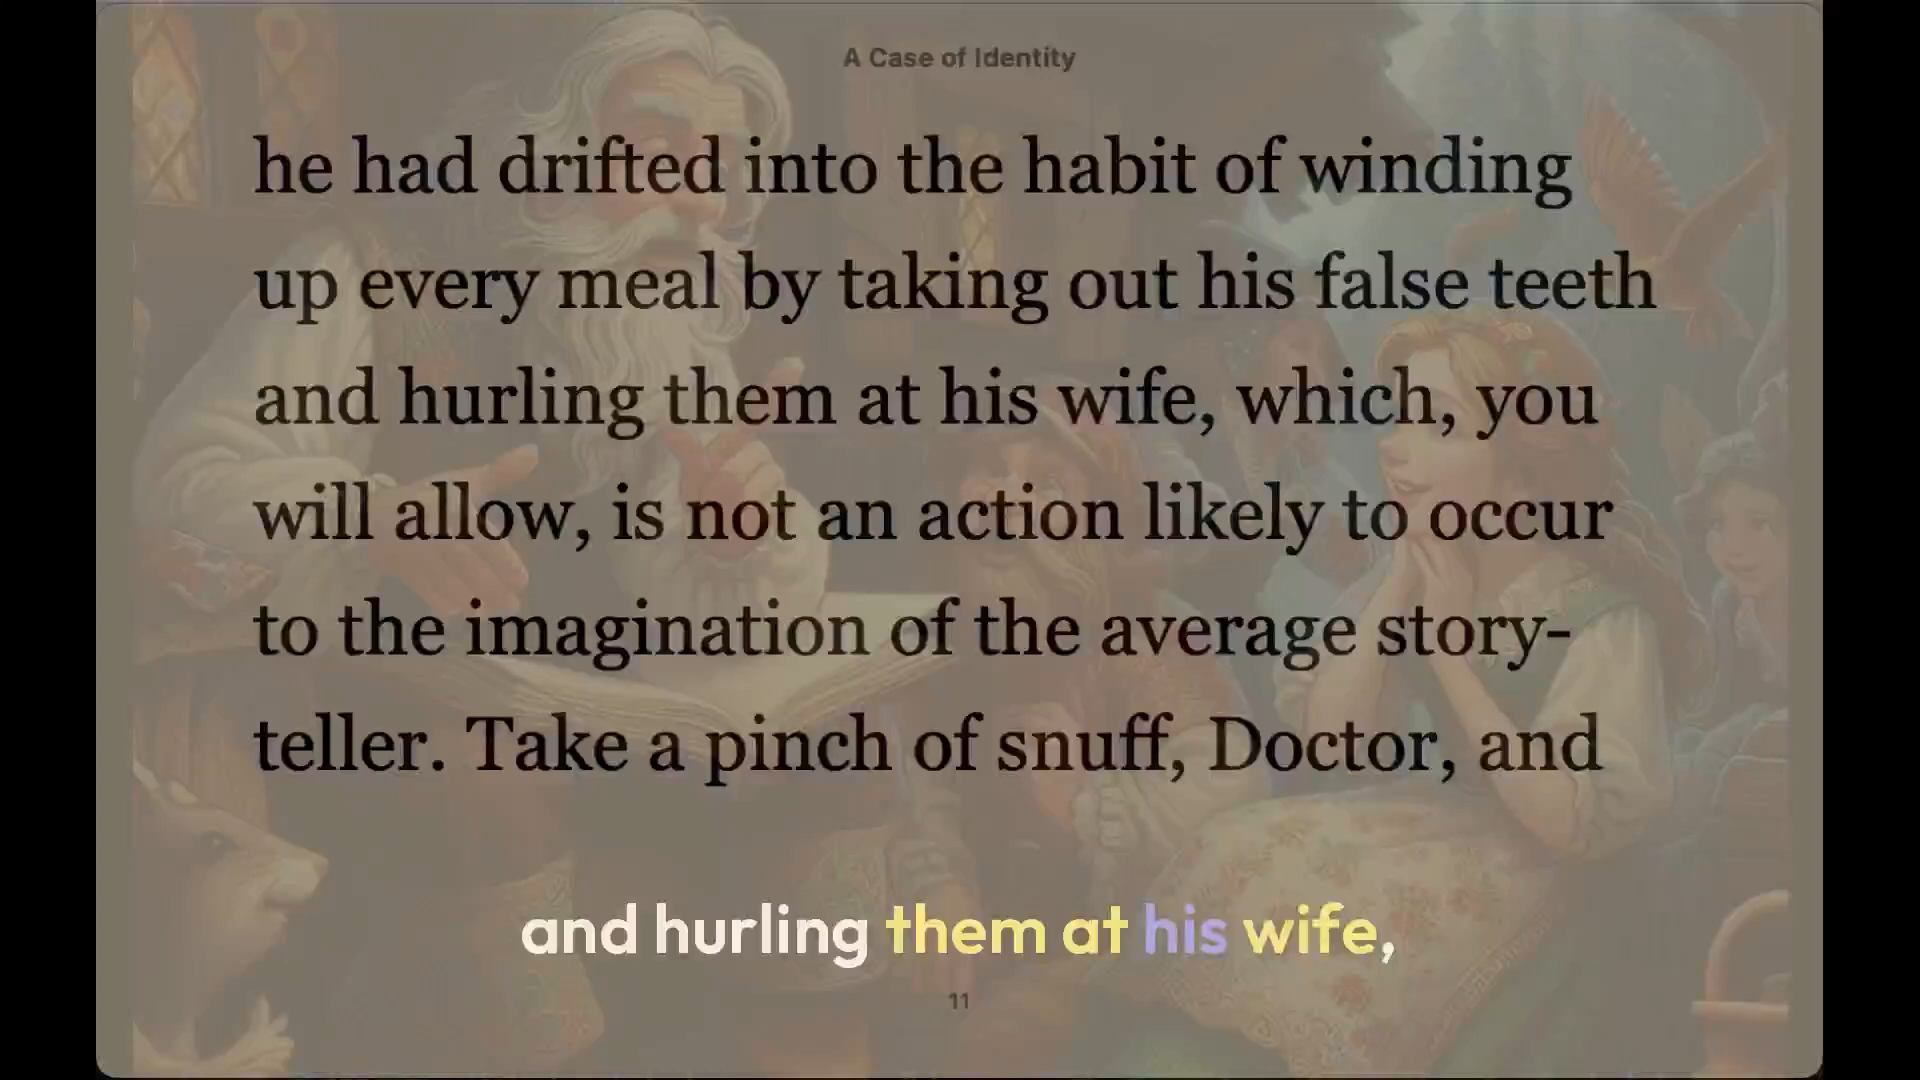 A Case of Identity
he had drifted into the habit of winding
up every meal by taking out his false teeth
and hurling them at his wife, which, you
will allow, is not an action likely to occur
to the imagination of the average story-
teller. Take a pinch of snuff, Doctor, and
and hurling them at his wife,
11